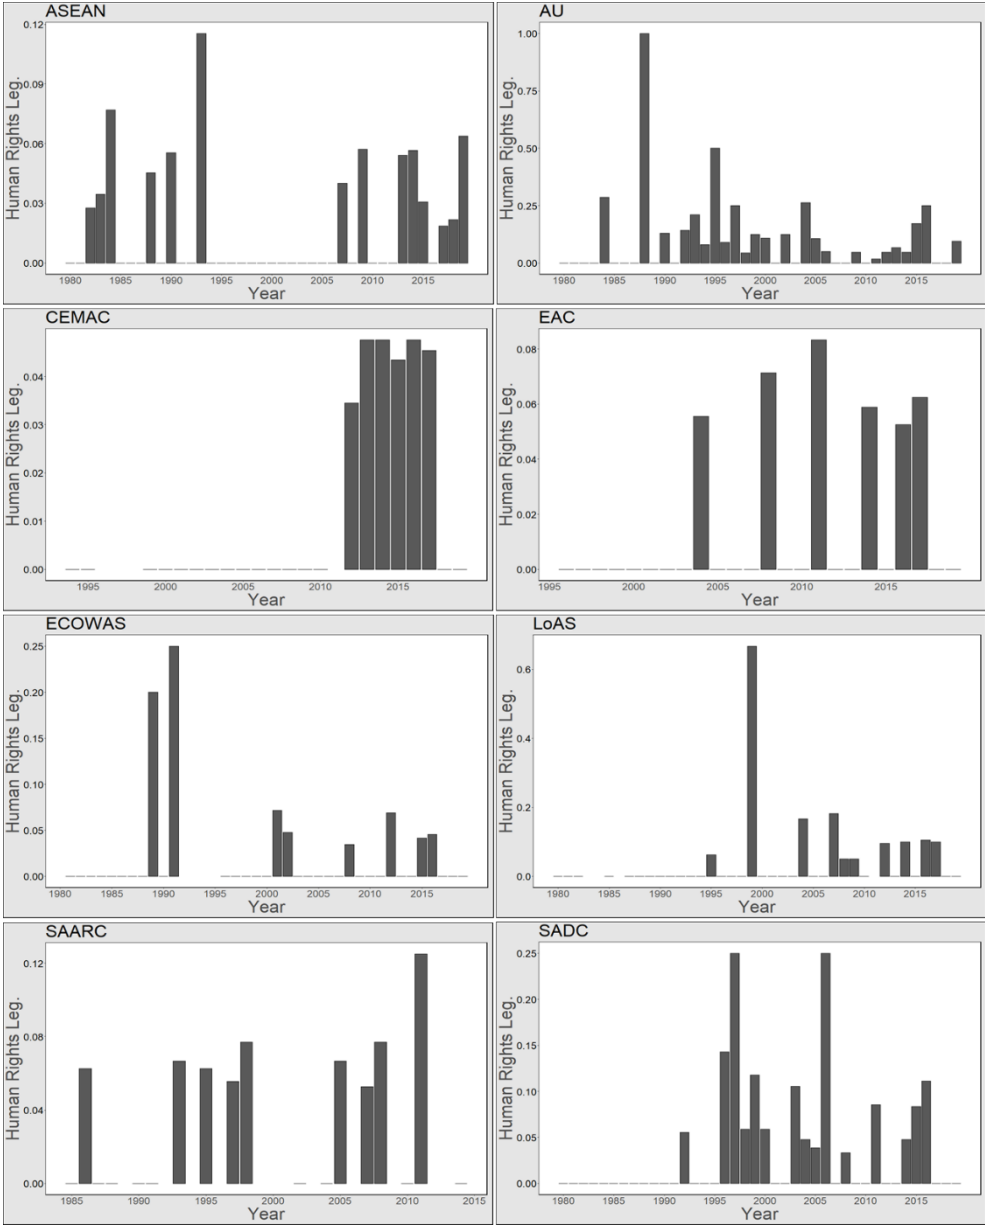 ASEAN
Human Rights Leg.
0.12
0.09
0.06
0.03
0.00
1980 1985 1990 1995 2000 2005 2010 2015
Year
AU
Human Rights Leg.
1.00
0.75
0.50
0.25
0.00
1980 1985 1990 1995 2000 2005 2010 2015
Year
CEMAC
Human Rights Leg.
0.04
0.03
0.02
0.01
0.00
1995 2000 2005 2010 2015
Year
EAC
Human Rights Leg.
0.08
0.06
0.04
0.02
0.00
1995 2000 2005 2010 2015
Year
ECOWAS
Human Rights Leg.
0.25
0.20
0.15
0.10
0.05
0.00
1980 1985 1990 1995 2000 2005 2010 2015
Year
LoAS
Human Rights Leg.
0.6
0.4
0.2
0.0
1980 1985 1990 1995 2000 2005 2010 2015
Year
SAARC
Human Rights Leg.
0.12
0.08
0.04
0.00
1985 1990 1995 2000 2005 2010 2015
Year
SADC
Human Rights Leg.
0.25
0.20
0.15
0.10
0.05
0.00
1980 1985 1990 1995 2000 2005 2010 2015
Year